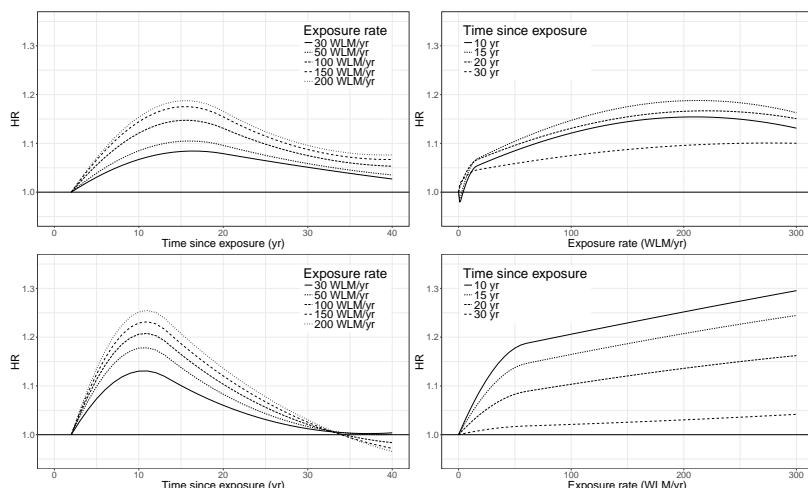 Exposure rate
30 WLM/yr
50 WLM/yr
100 WLM/yr
150 WLM/yr
200 WLM/yr
1.3
1.2
1.1
1.0
HR
0
10
20
30
40
Time since exposure (yr)
Time since exposure
10 yr
15 yr
20 yr
30 yr
1.3
1.2
1.1
1.0
HR
0
100
200
300
Exposure rate (WLM/yr)
Exposure rate
30 WLM/yr
50 WLM/yr
100 WLM/yr
150 WLM/yr
200 WLM/yr
1.3
1.2
1.1
1.0
HR
0
10
20
30
40
Time since exposure (yr)
Time since exposure
10 yr
15 yr
20 yr
30 yr
1.3
1.2
1.1
1.0
HR
0
100
200
300
Exposure rate (WLM/yr)